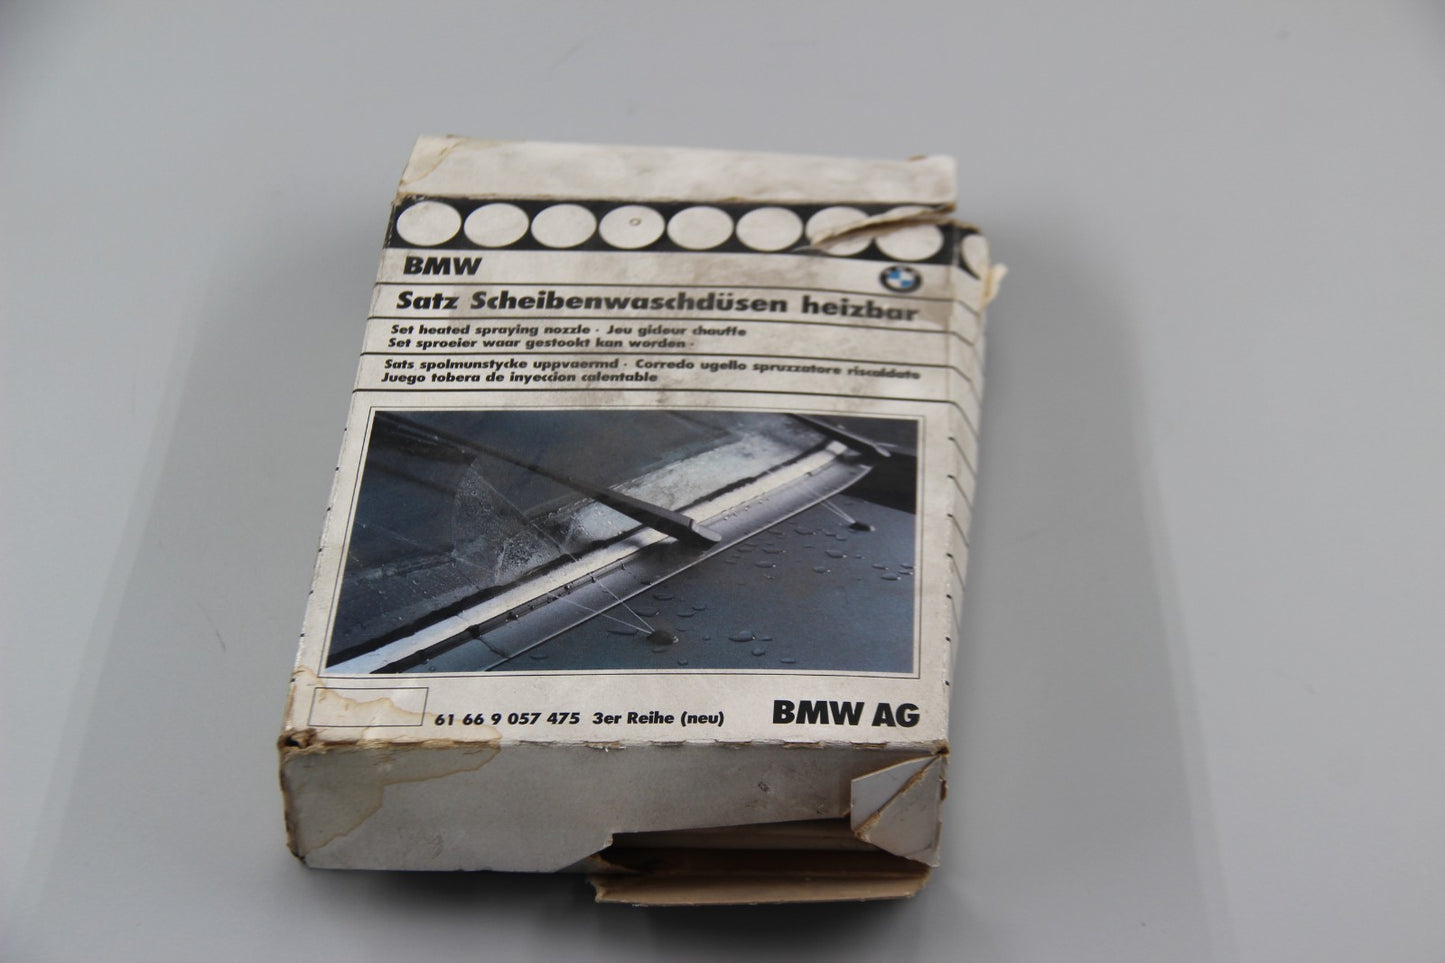 BMW
Satz Scheibenwaschdüsen heizbar
Set heated spraying nozzle · Jeu gideur chauffe
Set sproeier waar gestookt kan worden ·
Sats spolmunstycke uppvaermd · Corredo ugello spruzzatore riscaldato
Juego tobera de inyeccion calentable
61 66 9 057 475 3er Reihe (neu)
BMW AG